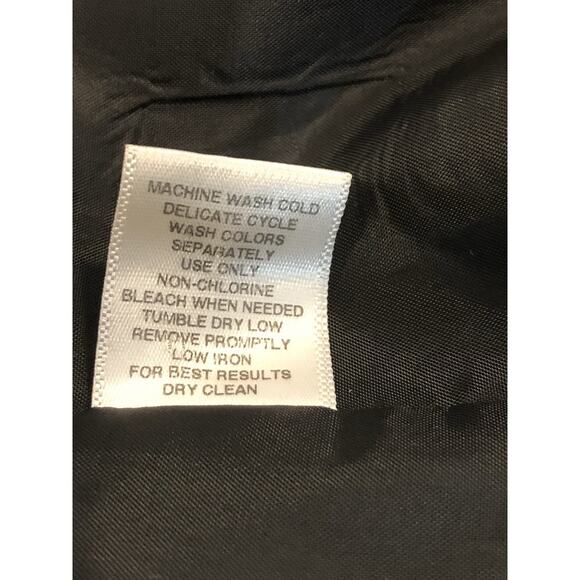 MACHINE WASH COLD
DELICATE CYCLE
WASH COLORS
SEPARATELY
USE ONLY
NON-CHLORINE
BLEACH WHEN NEEDED
TUMBLE DRY LOW
REMOVE PROMPTLY
LOW IRON
FOR BEST RESULTS
DRY CLEAN